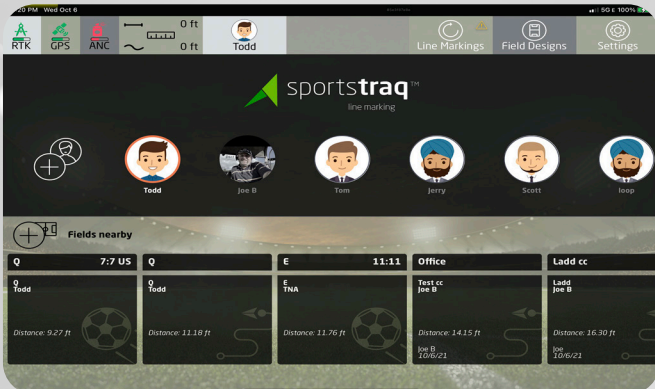 :20 PM Wed Oct 6
5G E 100%
RTK GPS ANC
0 ft
0 ft
Todd
Line Markings Field Designs Settings
sportstraq™
line marking
Todd Joe B Tom Jerry Scott loop
Fields nearby
Q 7:7 US Q E 11:11 Office Ladd cc
Q
Todd
Distance: 9.27 ft
Q
Todd
Distance: 11.18 ft
E
TNA
Distance: 11.76 ft
Test cc
Joe B
Distance: 14.15 ft
Joe B
10/6/21
Ladd
Joe B
Distance: 16.30 ft
Joe
10/6/21